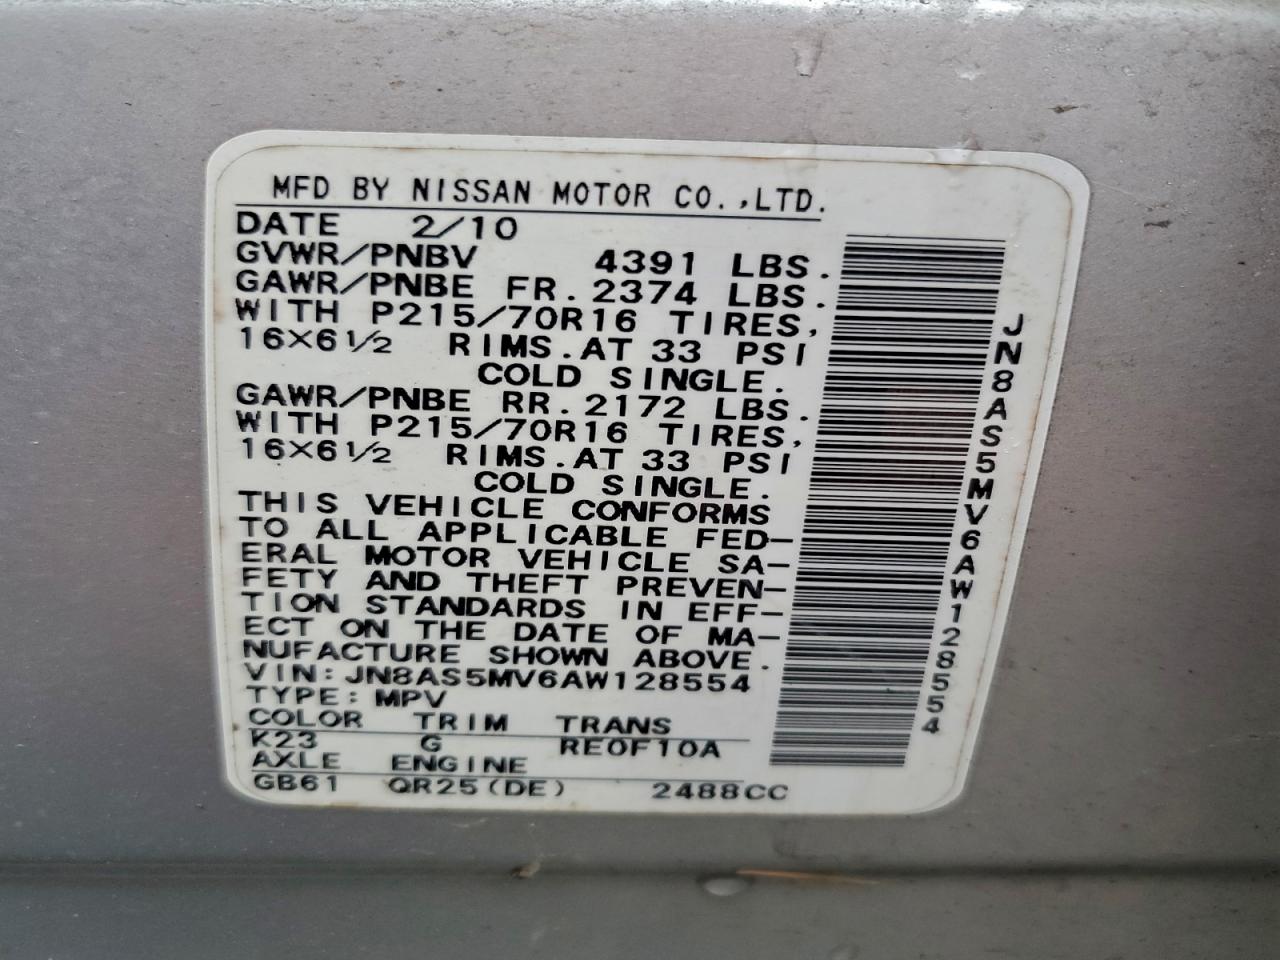 MFD BY NISSAN MOTOR CO.,LTD.
DATE 2/10
GVWR/PNBV 4391 LBS.
GAWR/PNBE FR.2374 LBS.
WITH P215/70R16 TIRES,
16X6½ RIMS.AT 33 PSI
COLD SINGLE.
GAWR/PNBE RR.2172 LBS.
WITH P215/70R16 TIRES,
16X6½ RIMS.AT 33 PSI
COLD SINGLE.
THIS VEHICLE CONFORMS
TO ALL APPLICABLE FED-
ERAL MOTOR VEHICLE SA-
FETY AND THEFT PREVEN-
TION STANDARDS IN EFF-
ECT ON THE DATE OF MA-
NUFACTURE SHOWN ABOVE.
VIN:JN8AS5MV6AW128554
TYPE:MPV
COLOR TRIM TRANS
K23 G RE0F10A
AXLE ENGINE
GB61 QR25(DE) 2488CC
JN8AS5MV6AW128554